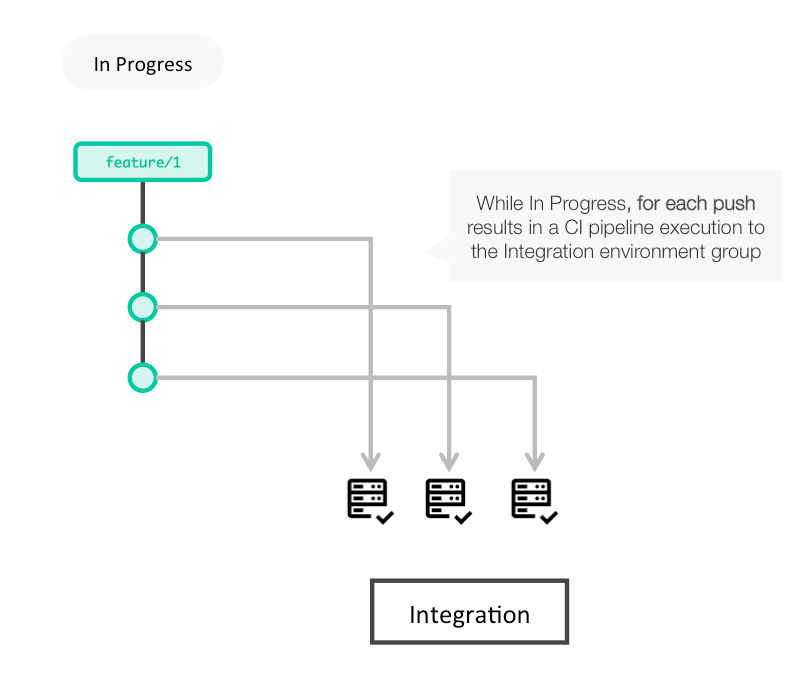 In Progress
feature/1
While In Progress, for each push
results in a CI pipeline execution to
the Integration environment group
Integration